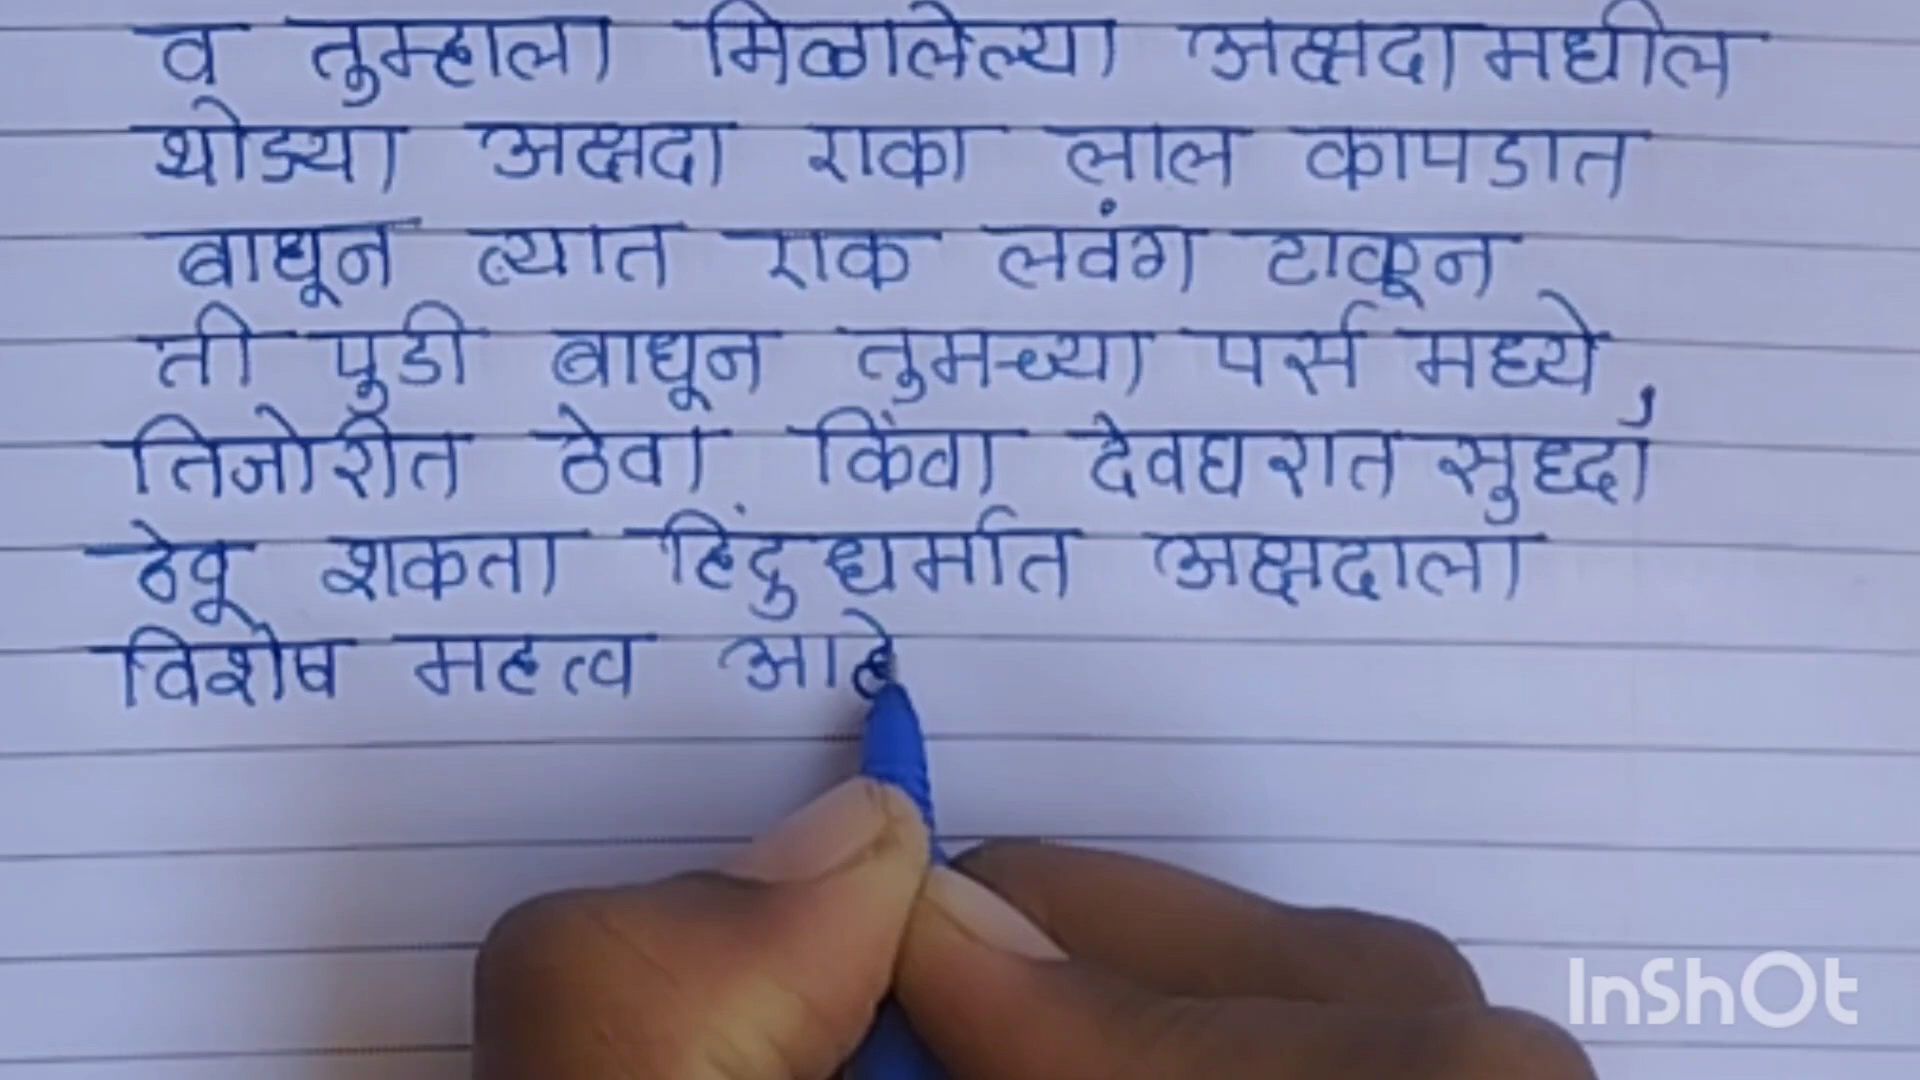 व तुम्हाला मिळालेल्या अक्षदामधील
थोड्या अक्षदा एका लाल कापडात
बाधून त्यात एक लवंग टाकून
ती पुडी बाधून तुमच्या पर्स मध्ये,
तिजोरीत ठेवा किंवा देवघरात सुध्दा
ठेवू शकता हिंदु धर्मात अक्षदाला
विशेष महत्व आहे
InShOt